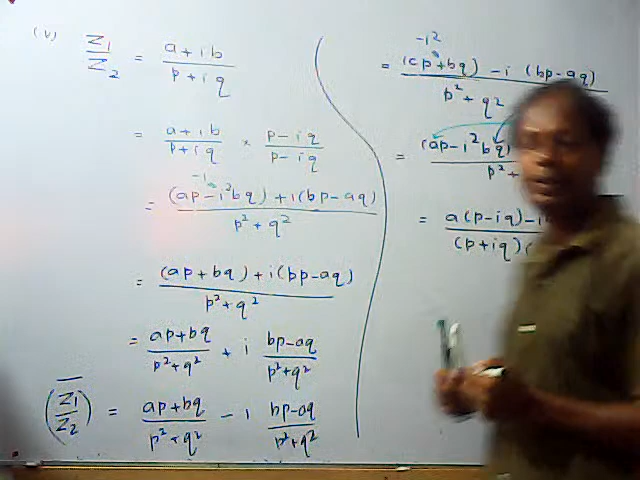 (v) Z₁/Z₂ = (a + ib)/(p + iq)
= (a + ib)/(p + iq) × (p − iq)/(p − iq)
−1
= ((ap − i²bq) + i(bp − aq))/(p² + q²)
= ((ap + bq) + i(bp − aq))/(p² + q²)
= (ap + bq)/(p² + q²) + i (bp − aq)/(p² + q²)
(Z̅₁/Z₂) = (ap + bq)/(p² + q²) − i (bp − aq)/(p² + q²)
−i²
= ((cp + bq) − i (bp − aq))/(p² + q²)
= (ap − i²bq)/p² +
= a(p − iq) − i/(p + iq)(